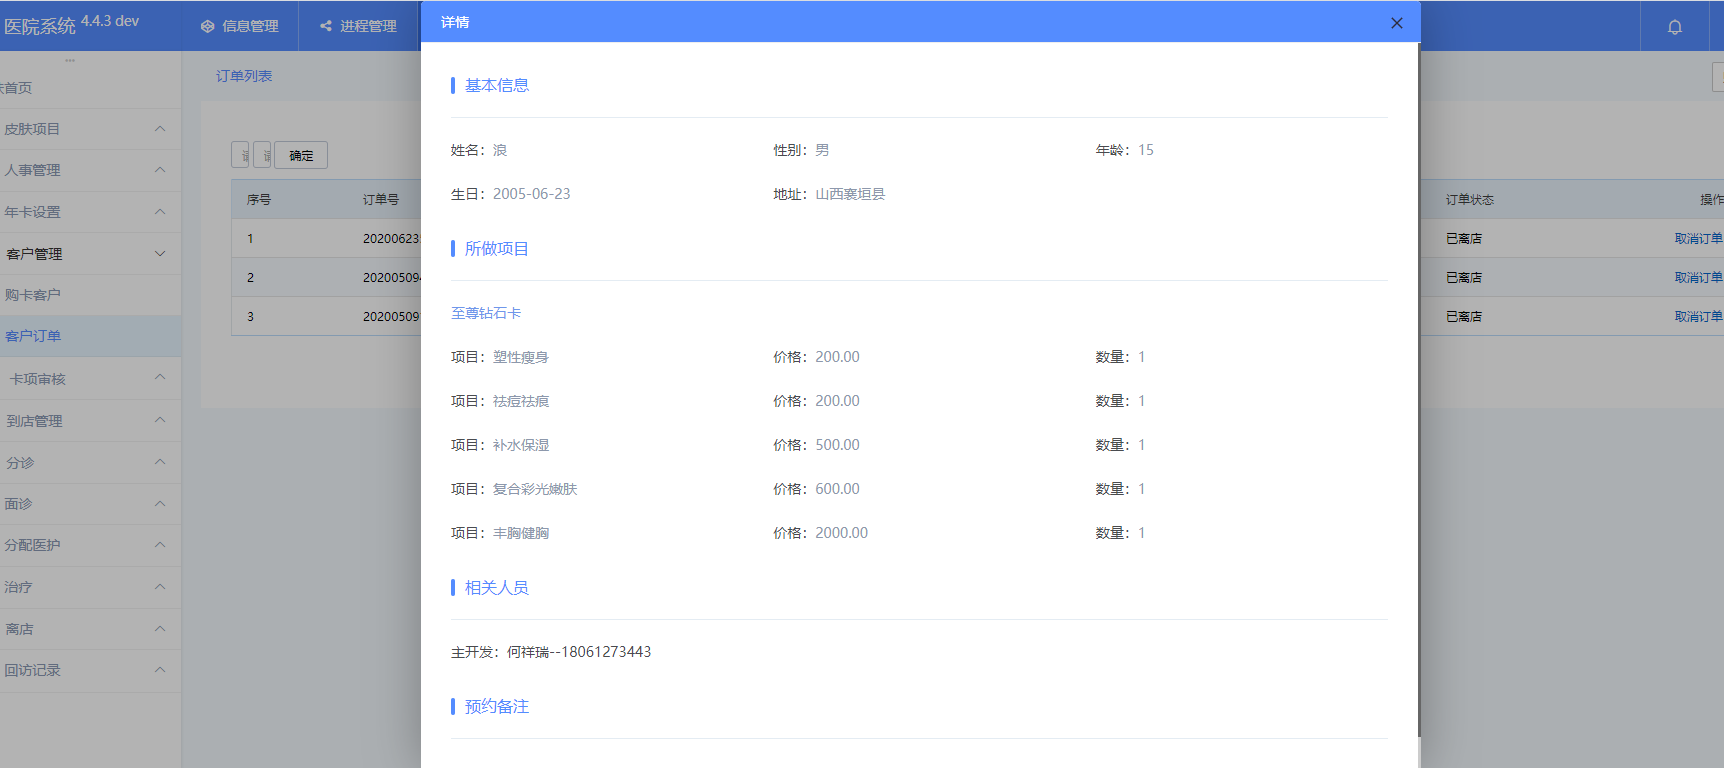 医院系统 4.4.3 dev
信息管理
进程管理
详情
首页
皮肤项目
人事管理
年卡设置
客户管理
购卡客户
客户订单
卡项审核
到店管理
分诊
面诊
分配医护
治疗
离店
回访记录
订单列表
确定
序号 订单号 订单状态 操作
1 2020062 已离店 取消订单
2 20200509 已离店 取消订单
3 20200509 已离店 取消订单
基本信息
姓名：浪 性别：男 年龄：15
生日：2005-06-23 地址：山西襄垣县
所做项目
至尊钻石卡
项目：塑性瘦身 价格：200.00 数量：1
项目：祛痘祛痕 价格：200.00 数量：1
项目：补水保湿 价格：500.00 数量：1
项目：复合彩光嫩肤 价格：600.00 数量：1
项目：丰胸健胸 价格：2000.00 数量：1
相关人员
主开发：何祥瑞--18061273443
预约备注